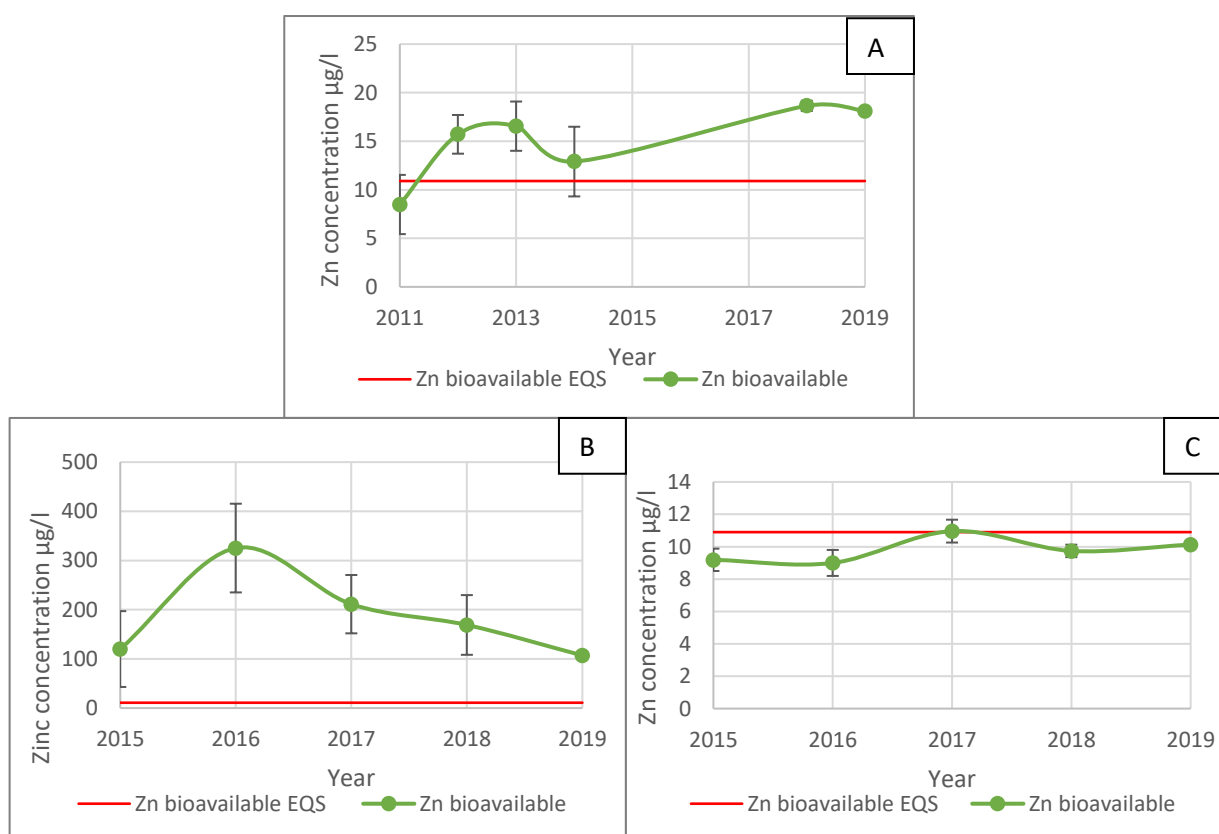 A
Zn concentration µg/l
25
20
15
10
5
0
2011 2013 2015 2017 2019
Year
Zn bioavailable EQS Zn bioavailable
B
Zinc concentration µg/l
500
400
300
200
100
0
2015 2016 2017 2018 2019
Year
Zn bioavailable EQS Zn bioavailable
C
Zn concentration µg/l
14
12
10
8
6
4
2
0
2015 2016 2017 2018 2019
Year
Zn bioavailable EQS Zn bioavailable